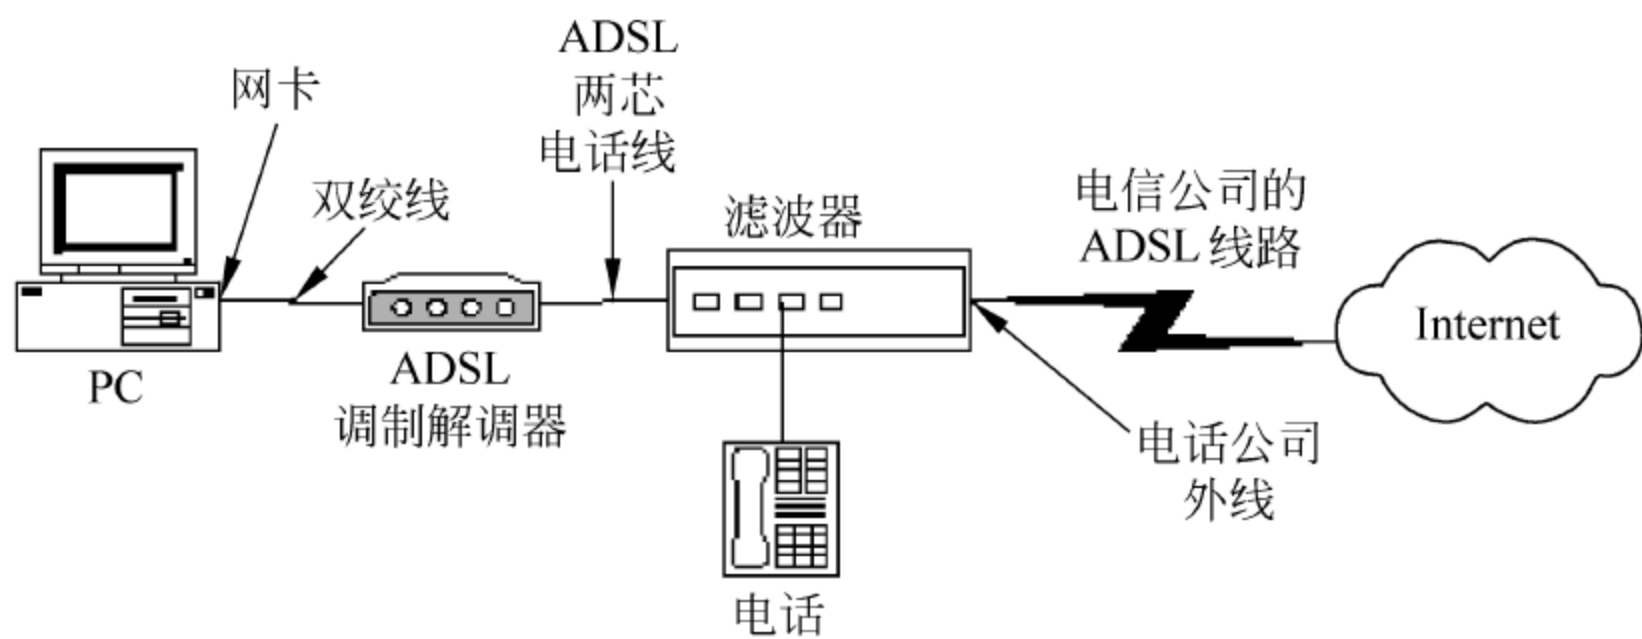 网卡
双绞线
PC
ADSL
调制解调器
ADSL
两芯
电话线
滤波器
电话
电信公司的
ADSL 线路
电话公司
外线
Internet